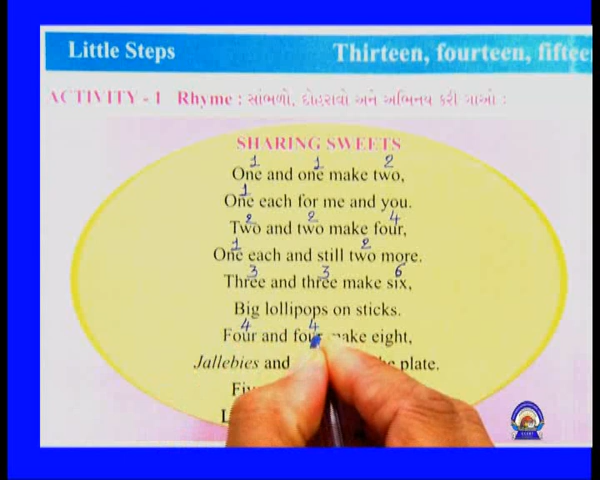 Little Steps
Thirteen, fourteen,
ACTIVITY - 1 Rhyme : સાંભળો, દોહરાવો અને અભિનય કરી ગાઓ :
SHARING SWEETS
1 1 2
One and one make two,
1
One each for me and you.
2 2 4
Two and two make four,
1 2
One each and still two more.
3 3 6
Three and three make six,
Big lollipops on sticks.
4 4
Four and four make eight,
Jallebies and plate.